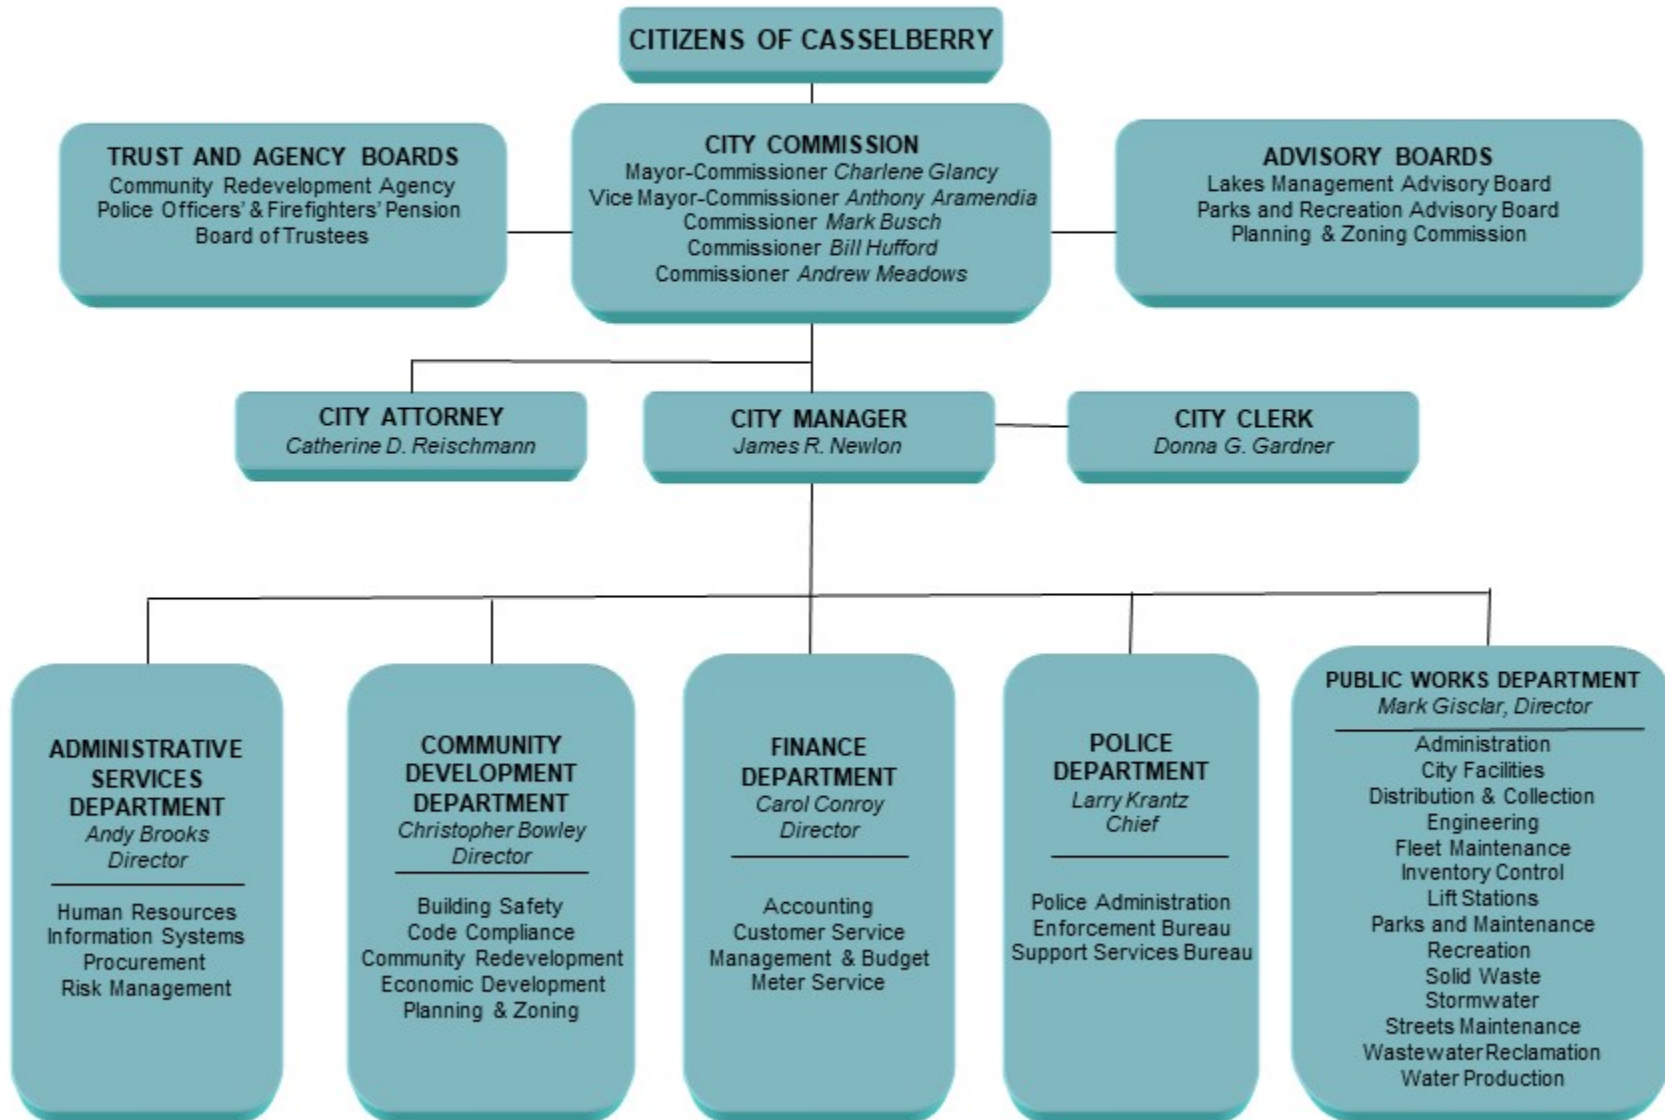 CITIZENS OF CASSELBERRY
TRUST AND AGENCY BOARDS
Community Redevelopment Agency
Police Officers' & Firefighters' Pension
Board of Trustees
CITY COMMISSION
Mayor-Commissioner Charlene Glancy
Vice Mayor-Commissioner Anthony Aramendia
Commissioner Mark Busch
Commissioner Bill Hufford
Commissioner Andrew Meadows
ADVISORY BOARDS
Lakes Management Advisory Board
Parks and Recreation Advisory Board
Planning & Zoning Commission
CITY ATTORNEY
Catherine D. Reischmann
CITY MANAGER
James R. Newlon
CITY CLERK
Donna G. Gardner
ADMINISTRATIVE
SERVICES
DEPARTMENT
Andy Brooks
Director
Human Resources
Information Systems
Procurement
Risk Management
COMMUNITY
DEVELOPMENT
DEPARTMENT
Christopher Bowley
Director
Building Safety
Code Compliance
Community Redevelopment
Economic Development
Planning & Zoning
FINANCE
DEPARTMENT
Carol Conroy
Director
Accounting
Customer Service
Management & Budget
Meter Service
POLICE
DEPARTMENT
Larry Krantz
Chief
Police Administration
Enforcement Bureau
Support Services Bureau
PUBLIC WORKS DEPARTMENT
Mark Gisclar, Director
Administration
City Facilities
Distribution & Collection
Engineering
Fleet Maintenance
Inventory Control
Lift Stations
Parks and Maintenance
Recreation
Solid Waste
Stormwater
Streets Maintenance
Wastewater Reclamation
Water Production